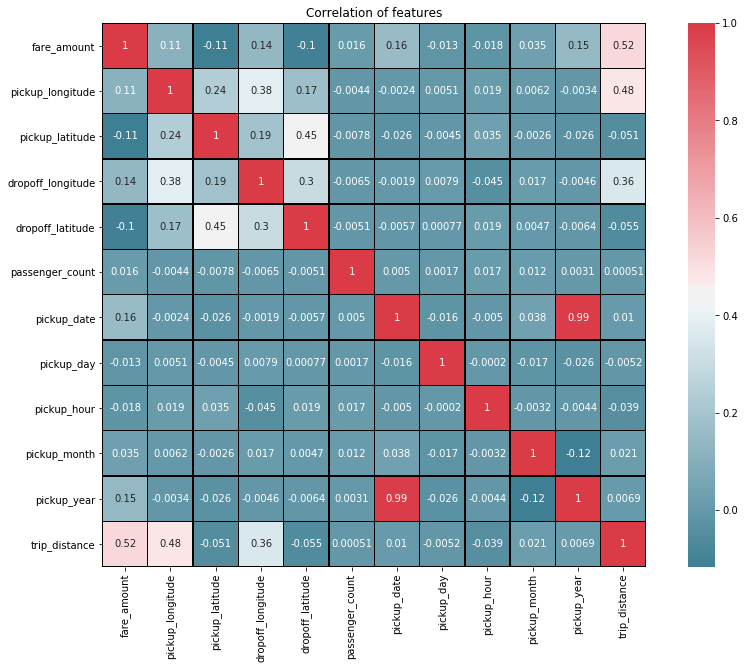 Correlation of features
fare_amount 1 0.11 -0.11 0.14 -0.1 0.016 0.16 -0.013 -0.018 0.035 0.15 0.52
pickup_longitude 0.11 1 0.24 0.38 0.17 -0.0044 -0.0024 0.0051 0.019 0.0062 -0.0034 0.48
pickup_latitude -0.11 0.24 1 0.19 0.45 -0.0078 -0.026 -0.0045 0.035 -0.0026 -0.026 -0.051
dropoff_longitude 0.14 0.38 0.19 1 0.3 -0.0065 -0.0019 0.0079 -0.045 0.017 -0.0046 0.36
dropoff_latitude -0.1 0.17 0.45 0.3 1 -0.0051 -0.0057 0.00077 0.019 0.0047 -0.0064 -0.055
passenger_count 0.016 -0.0044 -0.0078 -0.0065 -0.0051 1 0.005 0.0017 0.017 0.012 0.0031 0.00051
pickup_date 0.16 -0.0024 -0.026 -0.0019 -0.0057 0.005 1 -0.016 -0.005 0.038 0.99 0.01
pickup_day -0.013 0.0051 -0.0045 0.0079 0.00077 0.0017 -0.016 1 -0.0002 -0.017 -0.026 -0.0052
pickup_hour -0.018 0.019 0.035 -0.045 0.019 0.017 -0.005 -0.0002 1 -0.0032 -0.0044 -0.039
pickup_month 0.035 0.0062 -0.0026 0.017 0.0047 0.012 0.038 -0.017 -0.0032 1 -0.12 0.021
pickup_year 0.15 -0.0034 -0.026 -0.0046 -0.0064 0.0031 0.99 -0.026 -0.0044 -0.12 1 0.0069
trip_distance 0.52 0.48 -0.051 0.36 -0.055 0.00051 0.01 -0.0052 -0.039 0.021 0.0069 1
fare_amount
pickup_longitude
pickup_latitude
dropoff_longitude
dropoff_latitude
passenger_count
pickup_date
pickup_day
pickup_hour
pickup_month
pickup_year
trip_distance
1.0
0.8
0.6
0.4
0.2
0.0